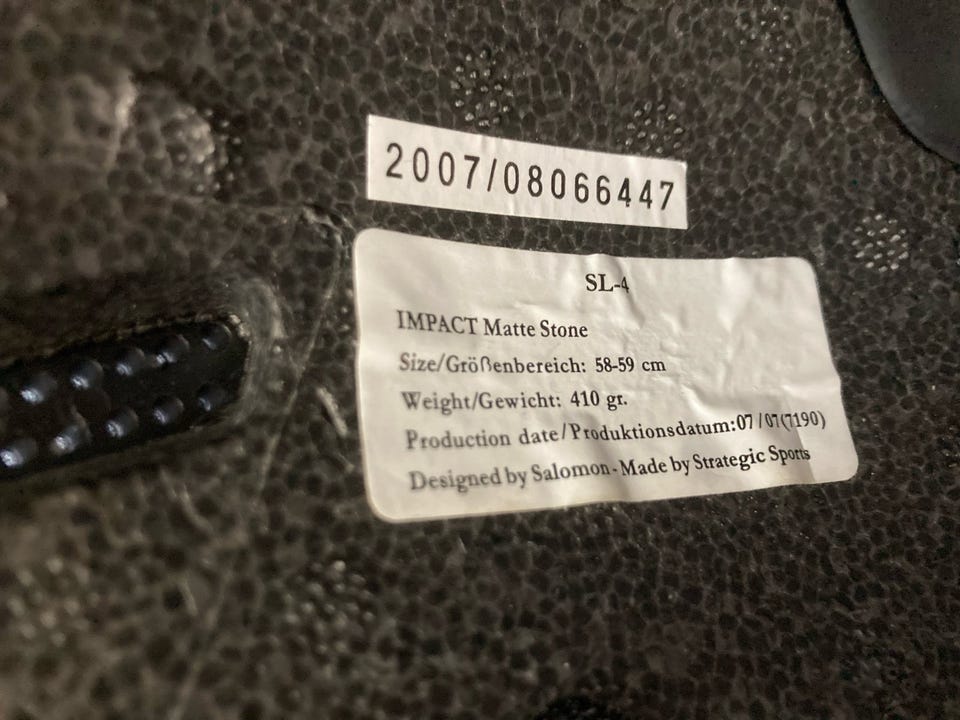 2007/08066447
SL-4
IMPACT Matte Stone
Size/Größenbereich: 58-59 cm
Weight/Gewicht: 410 gr.
Production date/Produktionsdatum:07/07(7190)
Designed by Salomon-Made by Strategic Sports